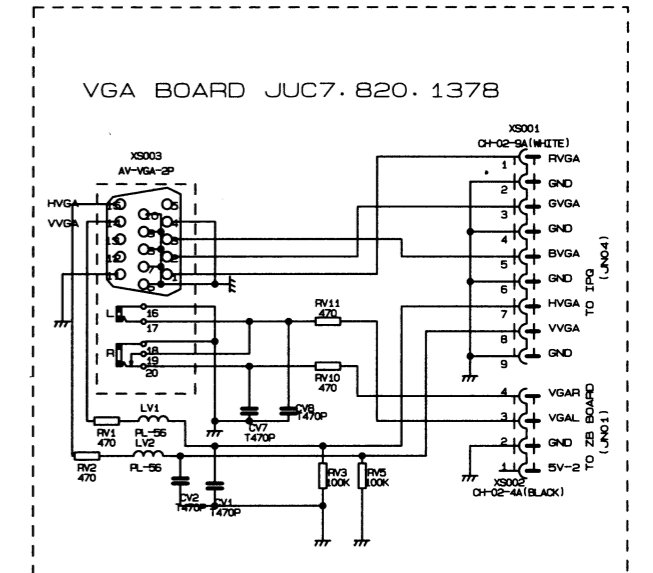 VGA BOARD JUC7.820.1378
XS003
AV-VGA-2P
XS001
CH-02-9A(WHITE)
HVGA
VVGA
15
14
13
12
11
10
9
8
7
6
5
4
3
2
1
L
16
17
R
18
19
20
1
RVGA
2
GND
3
GVGA
4
GND
5
BVGA
6
GND
7
HVGA
8
VVGA
9
GND
TO IPQ
(JN04)
RV11
470
RV10
470
CV8
T470P
CV7
T470P
4
VGAR
3
VGAL
2
GND
1
5V-2
TO ZB BOARD
(JN01)
XS002
CH-02-4A(BLACK)
LV1
RV1
470
PL-56
LV2
RV2
470
PL-56
CV2
T470P
CV1
T470P
RV3
100K
RV5
100K